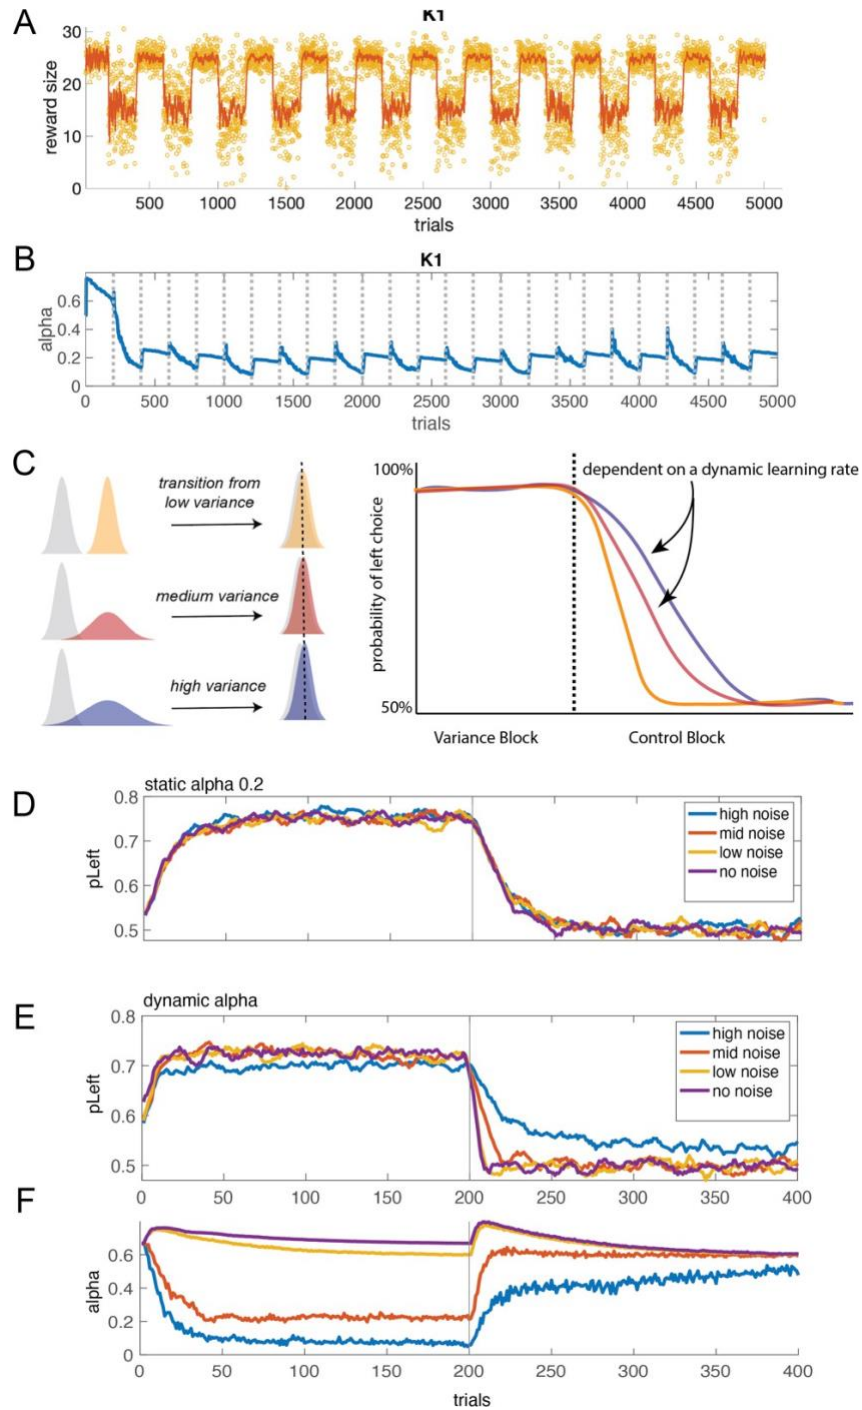 A
K1
30
20
10
0
reward size
500 1000 1500 2000 2500 3000 3500 4000 4500 5000
trials
B
K1
0.6
0.4
0.2
0
alpha
0 500 1000 1500 2000 2500 3000 3500 4000 4500 5000
trials
C
transition from
low variance
medium variance
high variance
100%
50%
probability of left choice
dependent on a dynamic learning rate
Variance Block Control Block
D
static alpha 0.2
0.8
0.7
0.6
0.5
pLeft
high noise
mid noise
low noise
no noise
E
dynamic alpha
0.8
0.7
0.6
0.5
pLeft
high noise
mid noise
low noise
no noise
0 50 100 150 200 250 300 350 400
F
0.6
0.4
0.2
0
alpha
0 50 100 150 200 250 300 350 400
trials